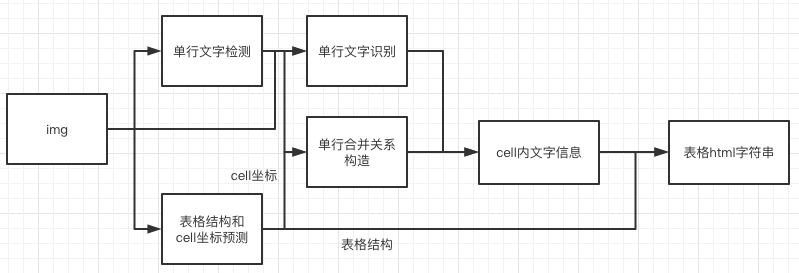 单行文字检测
单行文字识别
img
单行合并关系
构造
cell内文字信息
表格html字符串
cell坐标
表格结构和
cell坐标预测
表格结构